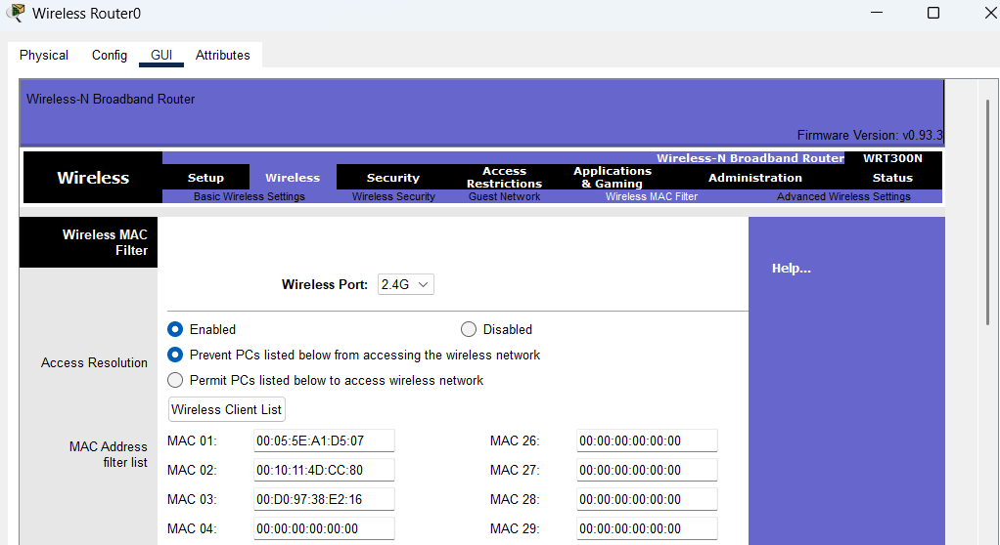 Wireless Router0
Physical Config GUI Attributes
Wireless-N Broadband Router
Firmware Version: v0.93.3
Wireless-N Broadband Router WRT300N
Wireless
Setup Wireless Security Access Restrictions Applications & Gaming Administration Status
Basic Wireless Settings Wireless Security Guest Network Wireless MAC Filter Advanced Wireless Settings
Wireless MAC
Filter
Help...
Wireless Port: 2.4G
Enabled Disabled
Prevent PCs listed below from accessing the wireless network
Access Resolution
Permit PCs listed below to access wireless network
Wireless Client List
MAC Address
filter list
MAC 01: 00:05:5E:A1:D5:07 MAC 26: 00:00:00:00:00:00
MAC 02: 00:10:11:4D:CC:80 MAC 27: 00:00:00:00:00:00
MAC 03: 00:D0:97:38:E2:16 MAC 28: 00:00:00:00:00:00
MAC 04: 00:00:00:00:00:00 MAC 29: 00:00:00:00:00:00